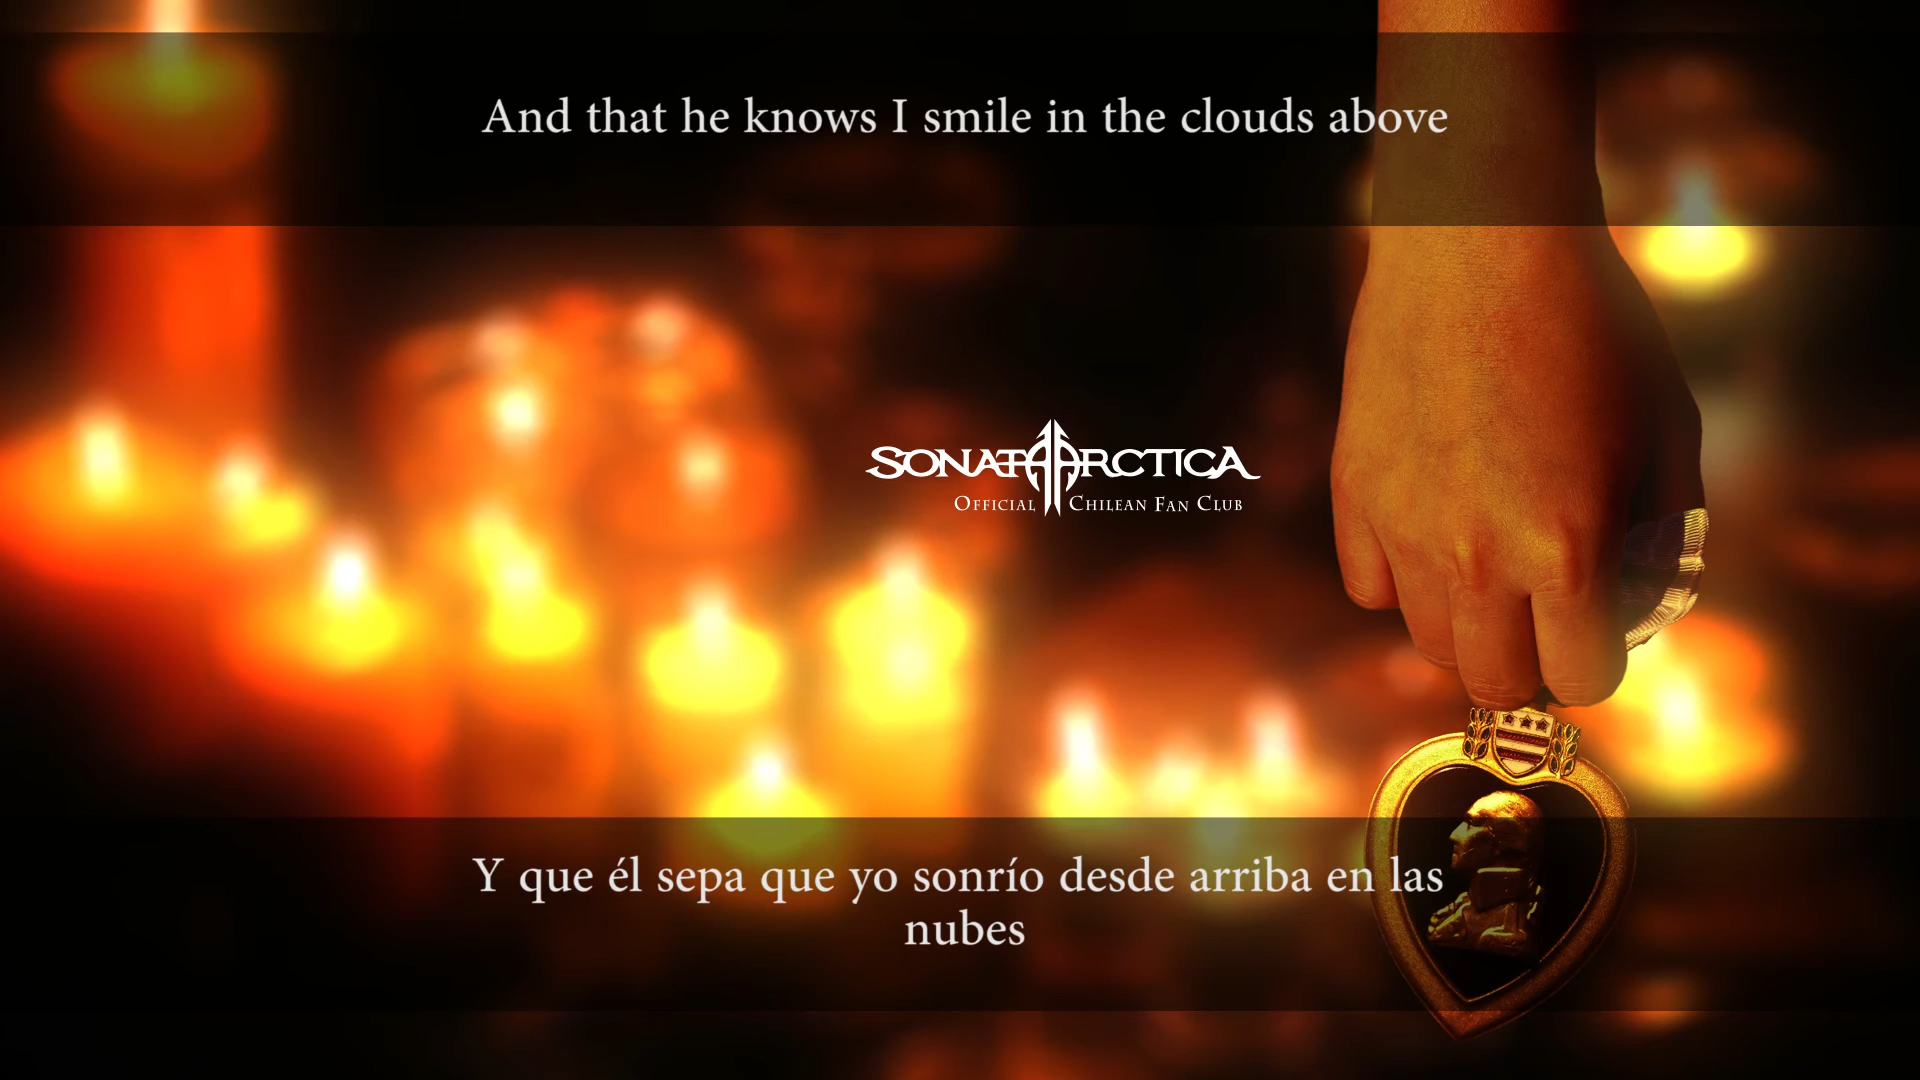 And that he knows I smile in the clouds above
SONATA ARCTICA
OFFICIAL CHILEAN FAN CLUB
Y que él sepa que yo sonrío desde arriba en las
nubes